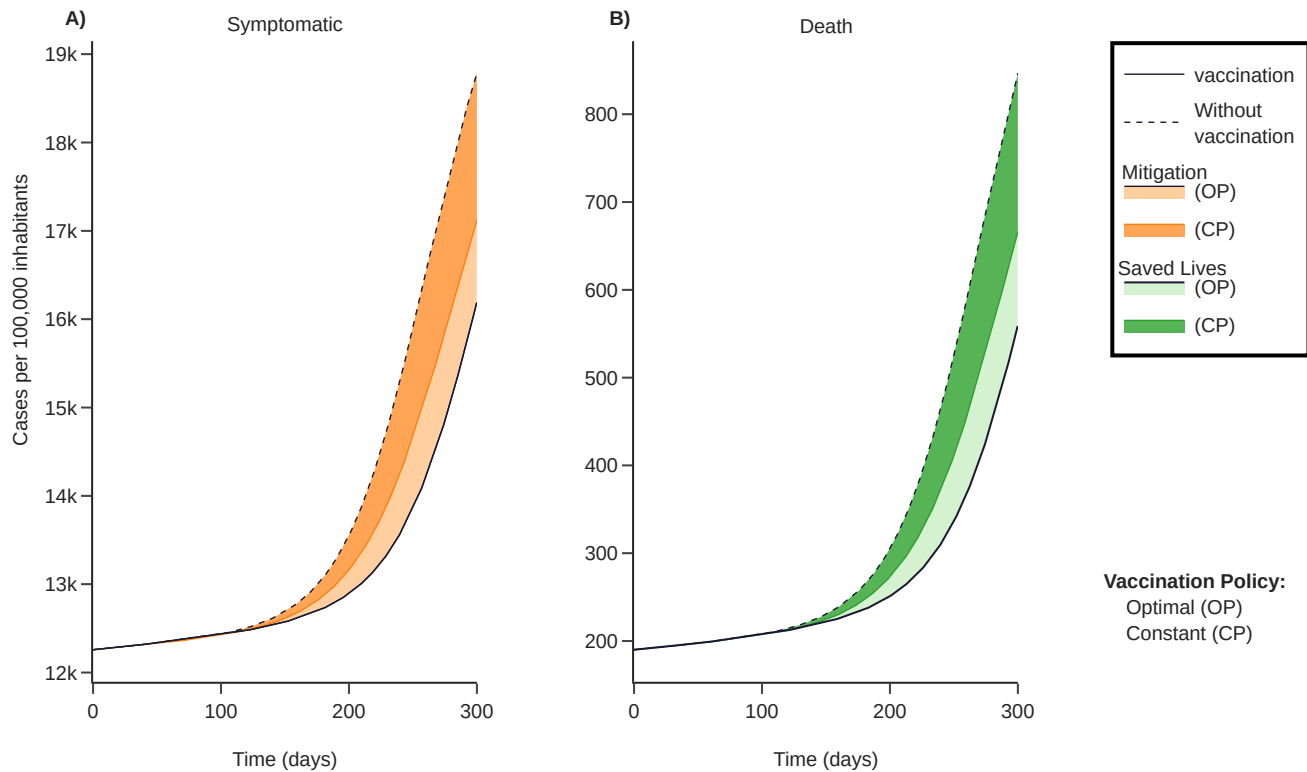 A)
Symptomatic
19k
18k
17k
16k
15k
14k
13k
12k
Cases per 100,000 inhabitants
0
100
200
300
Time (days)
B)
Death
800
700
600
500
400
300
200
0
100
200
300
Time (days)
vaccination
Without
vaccination
Mitigation
(OP)
(CP)
Saved Lives
(OP)
(CP)
Vaccination Policy:
Optimal (OP)
Constant (CP)